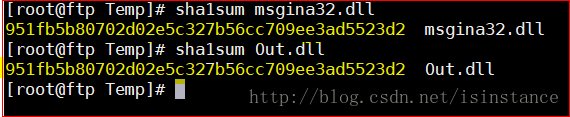 [root@ftp Temp]# sha1sum msgina32.dll
951fb5b80702d02e5c327b56cc709ee3ad5523d2  msgina32.dll
[root@ftp Temp]# sha1sum Out.dll
951fb5b80702d02e5c327b56cc709ee3ad5523d2  Out.dll
[root@ftp Temp]#
http://blog.csdn.net/isinstance